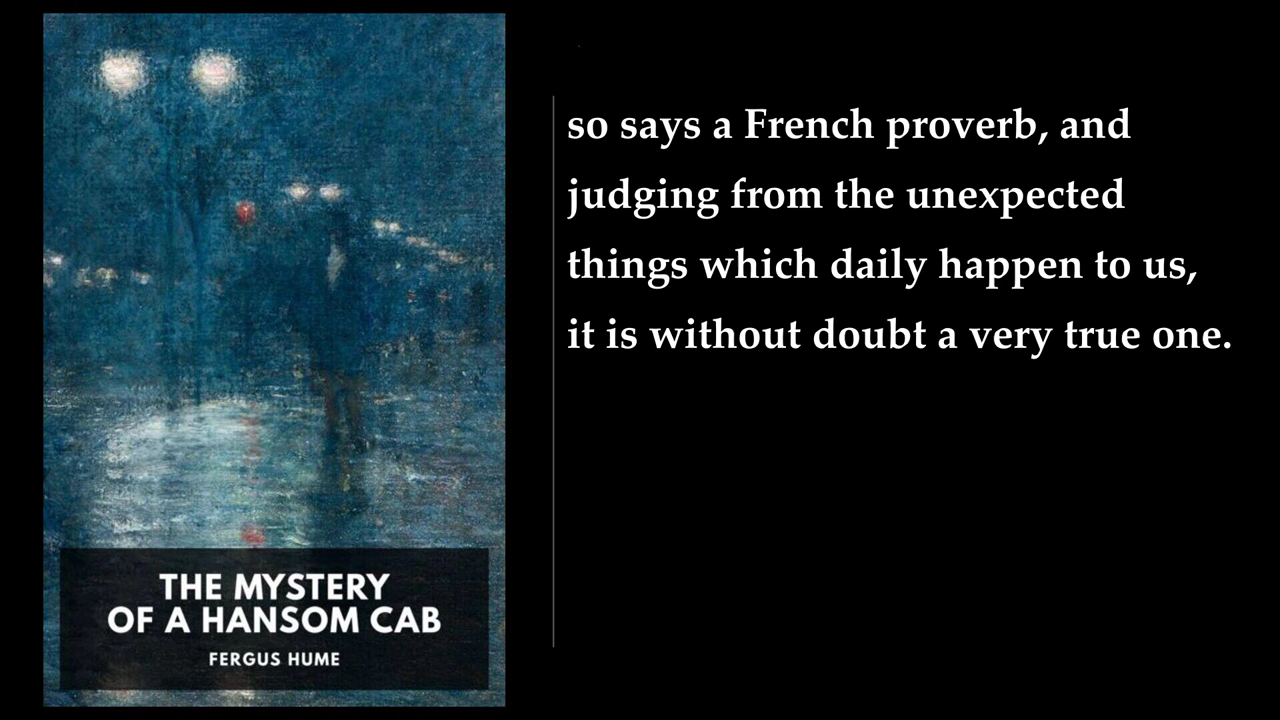 so says a French proverb, and
judging from the unexpected
things which daily happen to us,
it is without doubt a very true one.
THE MYSTERY
OF A HANSOM CAB
FERGUS HUME